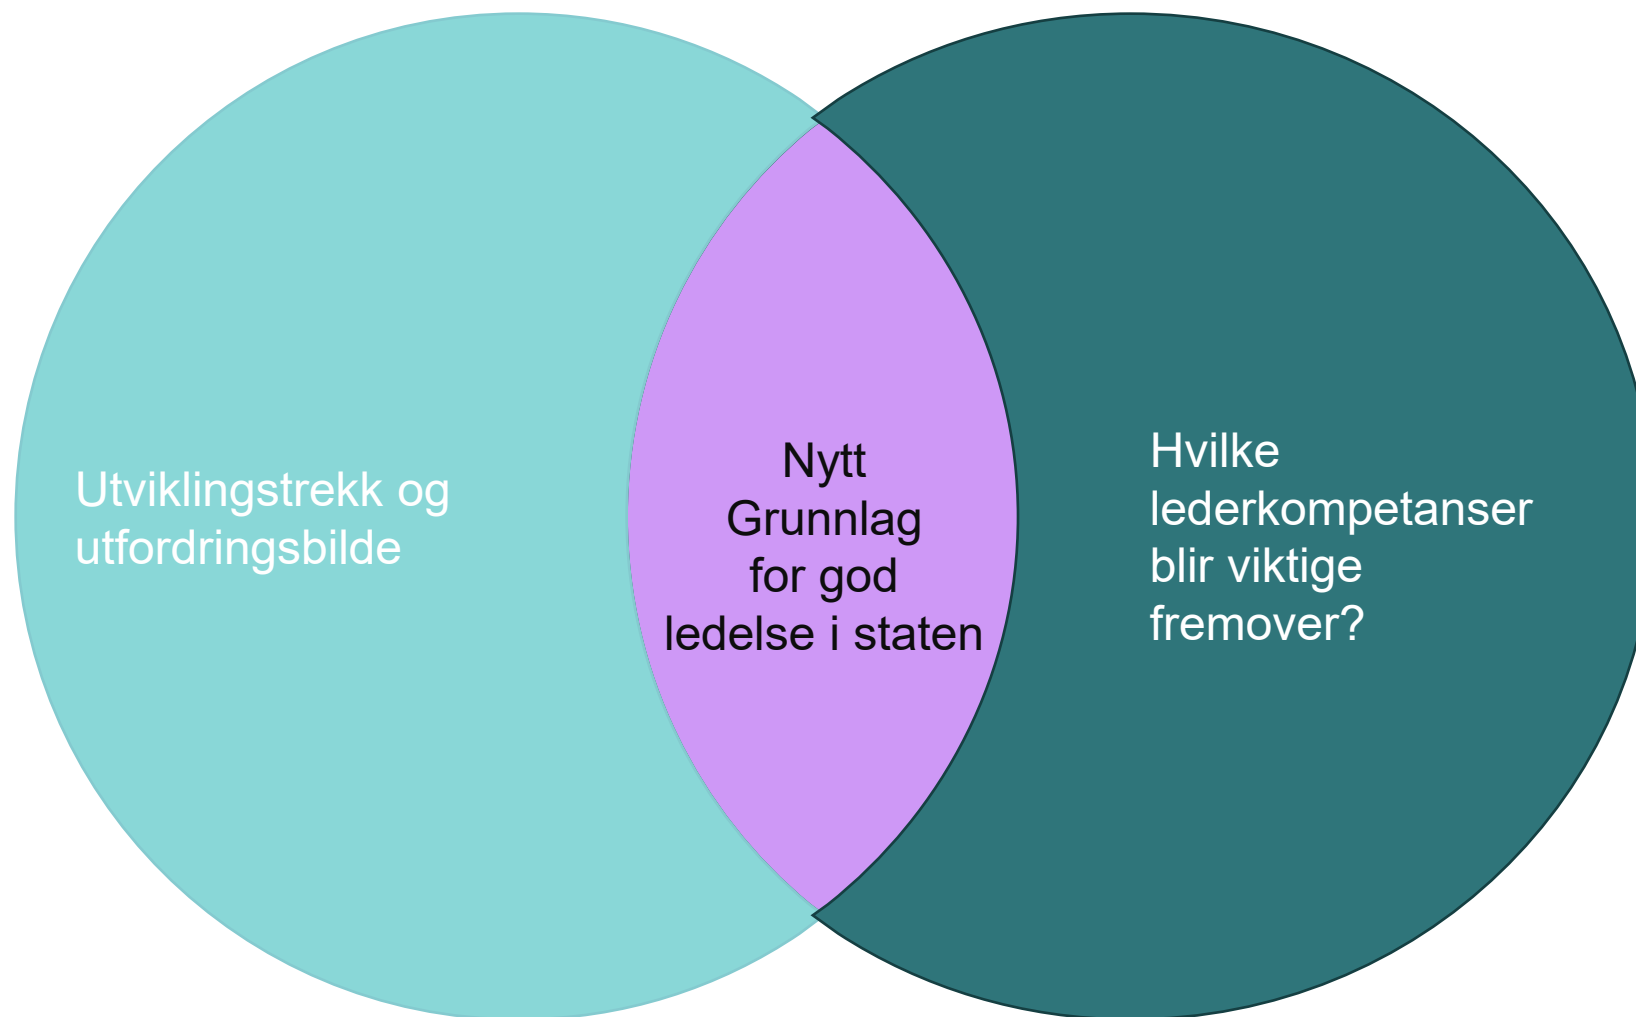 Utviklingstrekk og
utfordringsbilde
Nytt
Grunnlag
for god
ledelse i staten
Hvilke
lederkompetanser
blir viktige
fremover?